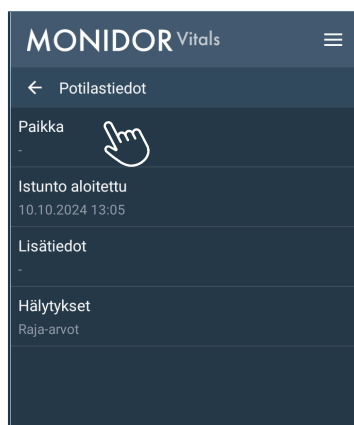 MONIDOR Vitals
Potilastiedot
Paikka
-
Istunto aloitettu
10.10.2024 13:05
Lisätiedot
-
Hälytykset
Raja-arvot